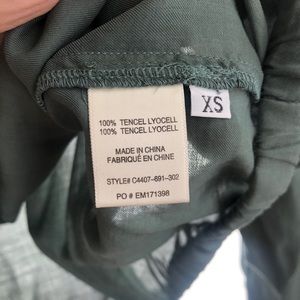 XS
100% TENCEL LYOCELL
100% TENCEL LYOCELL
MADE IN CHINA
FABRIQUÉ EN CHINE
STYLE# C4407-691-302
PO # EM171398